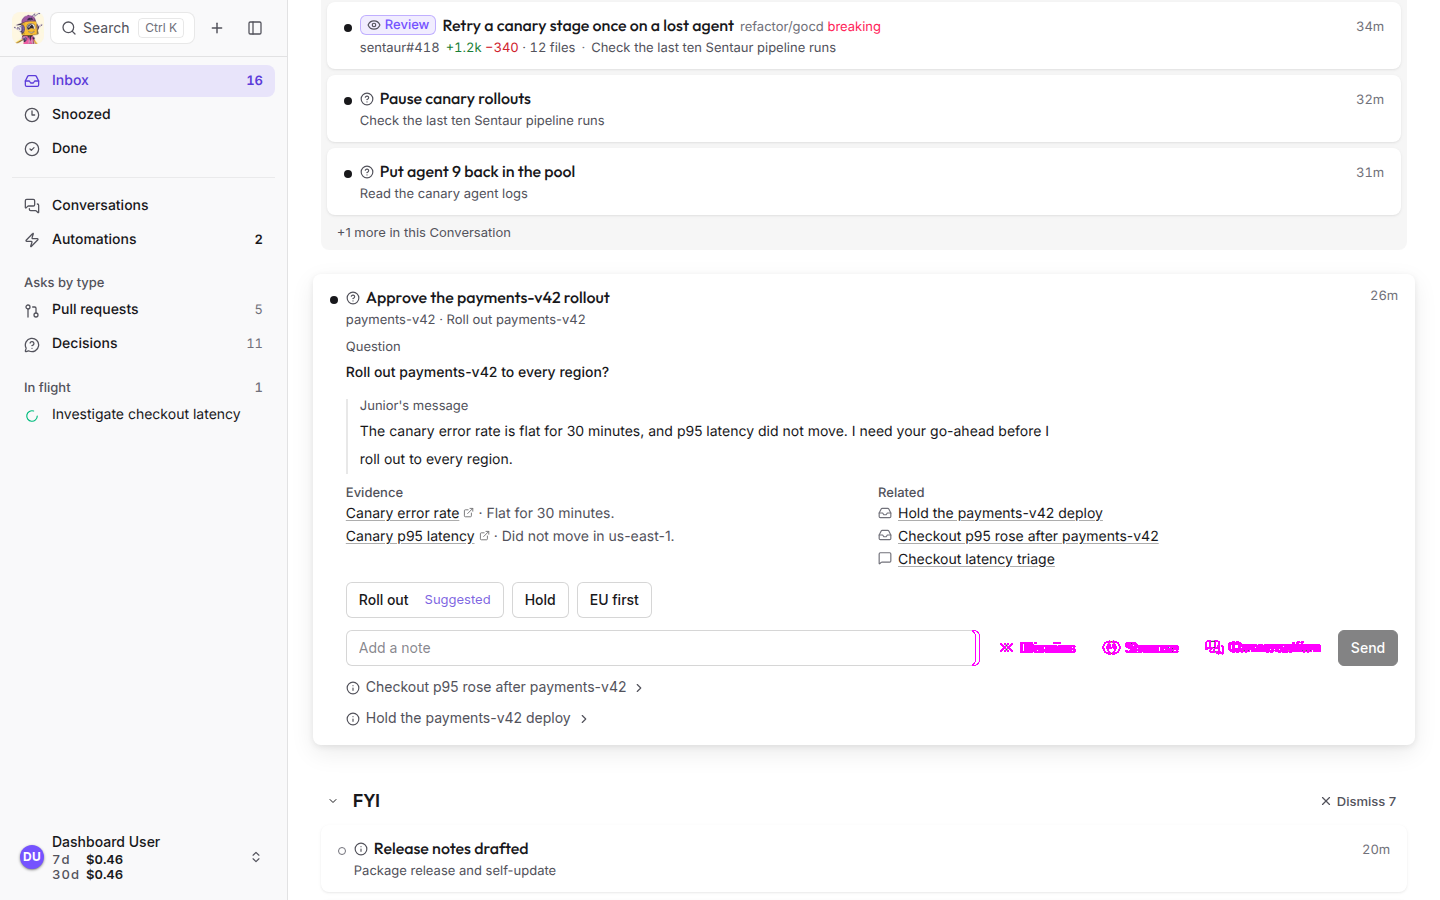 Search Ctrl K
Inbox 16
Snoozed
Done
Conversations
Automations 2
Asks by type
Pull requests 5
Decisions 11
In flight 1
Investigate checkout latency
DU Dashboard User
7d $0.46
30d $0.46
Review Retry a canary stage once on a lost agent refactor/gocd breaking 34m
sentaur#418 +1.2k −340 · 12 files · Check the last ten Sentaur pipeline runs
Pause canary rollouts 32m
Check the last ten Sentaur pipeline runs
Put agent 9 back in the pool 31m
Read the canary agent logs
+1 more in this Conversation
Approve the payments-v42 rollout 26m
payments-v42 · Roll out payments-v42
Question
Roll out payments-v42 to every region?
Junior's message
The canary error rate is flat for 30 minutes, and p95 latency did not move. I need your go-ahead before I
roll out to every region.
Evidence
Canary error rate · Flat for 30 minutes.
Canary p95 latency · Did not move in us-east-1.
Related
Hold the payments-v42 deploy
Checkout p95 rose after payments-v42
Checkout latency triage
Roll out Suggested Hold EU first
Add a note Dismiss Snooze Conversation Send
Checkout p95 rose after payments-v42
Hold the payments-v42 deploy
FYI Dismiss 7
Release notes drafted 20m
Package release and self-update